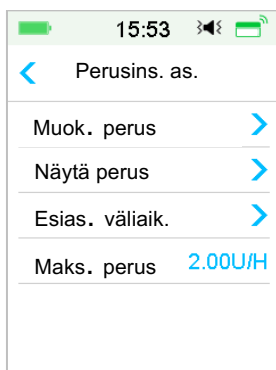 15:53
Perusins. as.
Muok. perus
Näytä perus
Esias. väliaik.
Maks. perus 2.00U/H